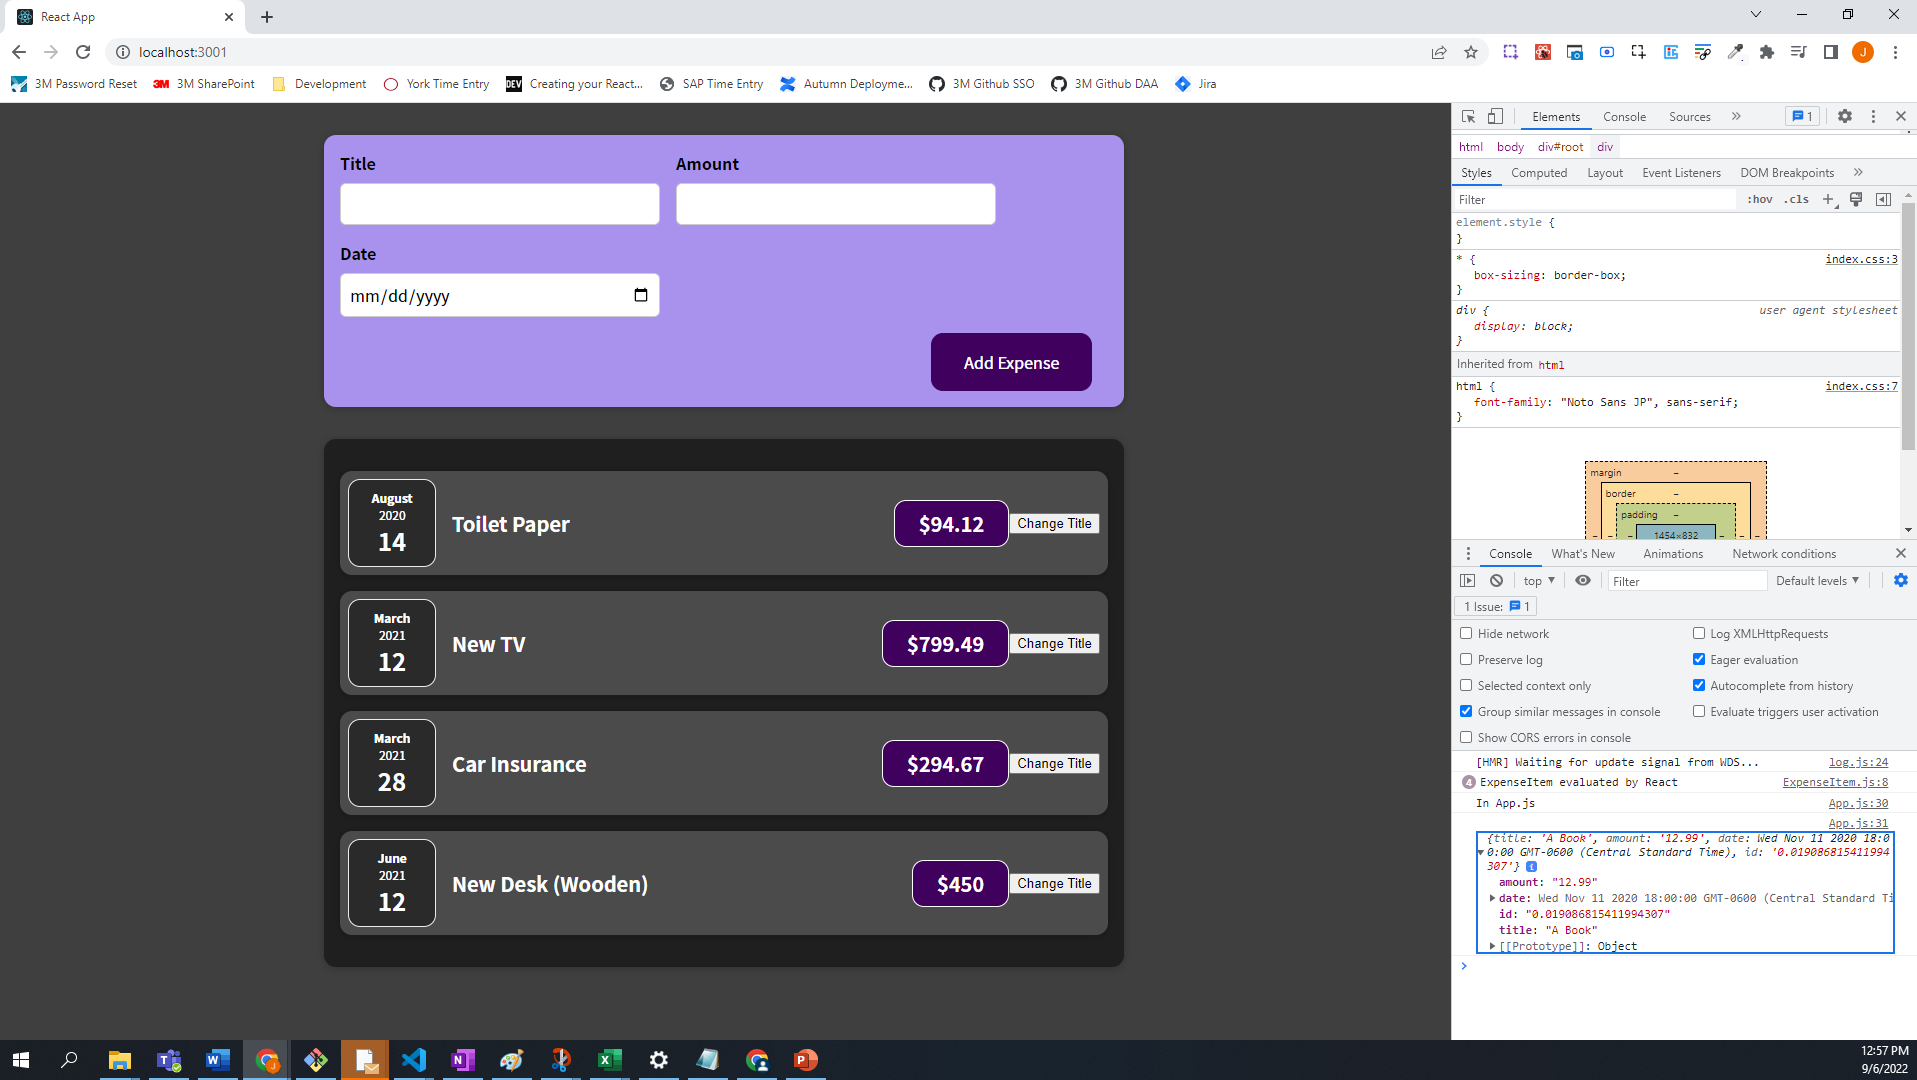 React App
localhost:3001
3M Password Reset
3M 3M SharePoint
Development
York Time Entry
DEV Creating your React...
SAP Time Entry
Autumn Deployme...
3M Github SSO
3M Github DAA
Jira
J
Title
Amount
Date
mm/dd/yyyy
Add Expense
August
2020
14
Toilet Paper
$94.12
Change Title
March
2021
12
New TV
$799.49
Change Title
March
2021
28
Car Insurance
$294.67
Change Title
June
2021
12
New Desk (Wooden)
$450
Change Title
Elements Console Sources » 1
html body div#root div
Styles Computed Layout Event Listeners DOM Breakpoints »
Filter :hov .cls +
element.style {
}
* { index.css:3
box-sizing: border-box;
}
div { user agent stylesheet
display: block;
}
Inherited from html
html { index.css:7
font-family: "Noto Sans JP", sans-serif;
}
margin –
border –
padding –
– – – 1454×832 – – –
Console What's New Animations Network conditions
top ▼ Filter Default levels ▼
1 Issue: 1
Hide network Log XMLHttpRequests
Preserve log Eager evaluation
Selected context only Autocomplete from history
Group similar messages in console Evaluate triggers user activation
Show CORS errors in console
[HMR] Waiting for update signal from WDS... log.js:24
4 ExpenseItem evaluated by React ExpenseItem.js:8
In App.js App.js:30
App.js:31
{title: 'A Book', amount: '12.99', date: Wed Nov 11 2020 18:0
0:00 GMT-0600 (Central Standard Time), id: '0.019086815411994
307'} i
amount: "12.99"
date: Wed Nov 11 2020 18:00:00 GMT-0600 (Central Standard Ti
id: "0.019086815411994307"
title: "A Book"
[[Prototype]]: Object
12:57 PM
9/6/2022